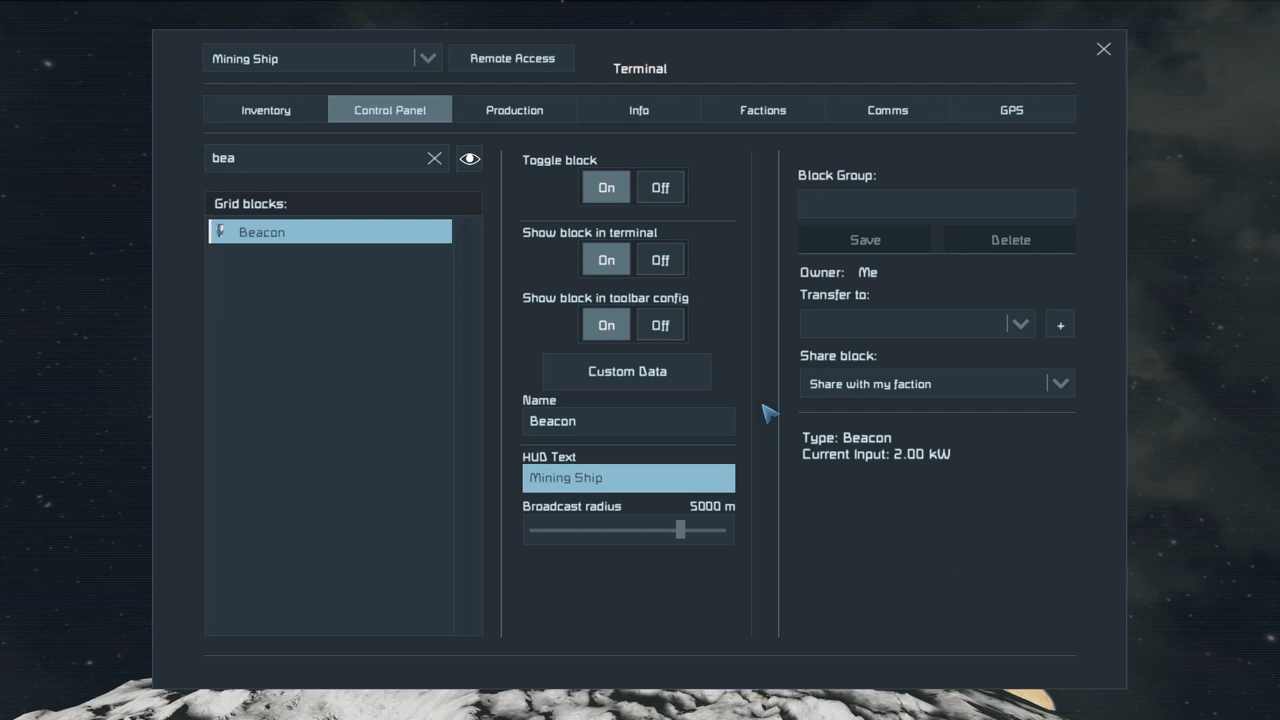 Mining Ship
Remote Access
Terminal
Inventory
Control Panel
Production
Info
Factions
Comms
GPS
bea
Grid blocks:
Beacon
Toggle block
On
Off
Show block in terminal
On
Off
Show block in toolbar config
On
Off
Custom Data
Name
Beacon
HUD Text
Mining Ship
Broadcast radius
5000 m
Block Group:
Save
Delete
Owner: Me
Transfer to:
+
Share block:
Share with my faction
Type: Beacon
Current Input: 2.00 kW